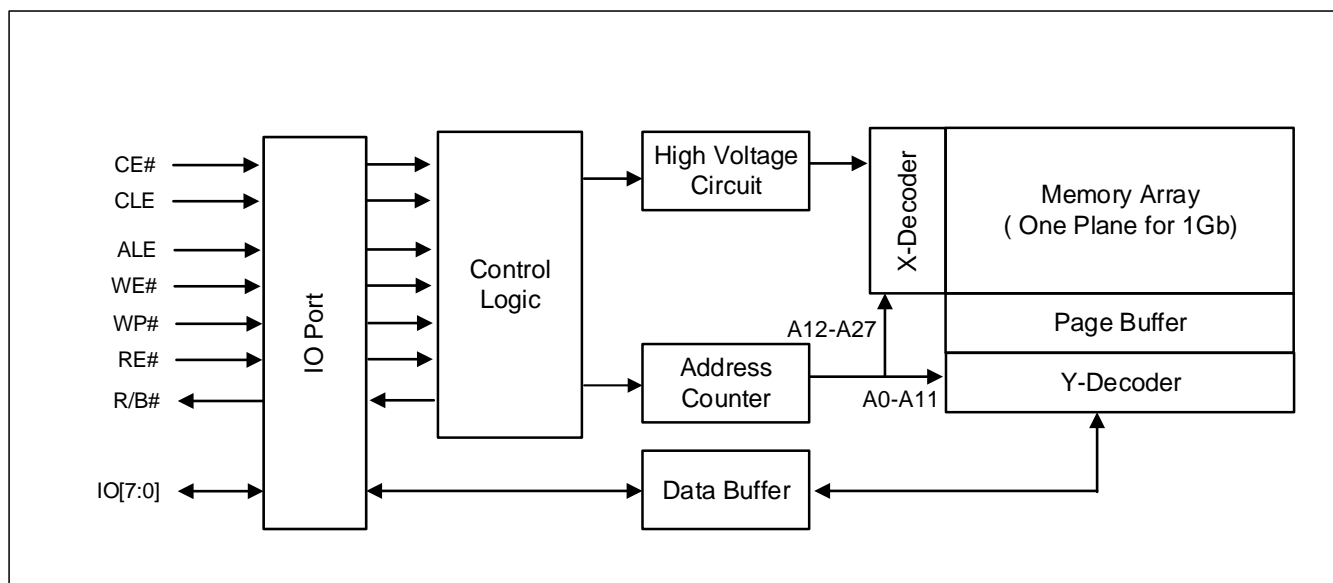 CE#
CLE
ALE
WE#
WP#
RE#
R/B#
IO[7:0]
IO Port
Control
Logic
High Voltage
Circuit
Address
Counter
Data Buffer
X-Decoder
Memory Array
( One Plane for 1Gb)
Page Buffer
Y-Decoder
A12-A27
A0-A11